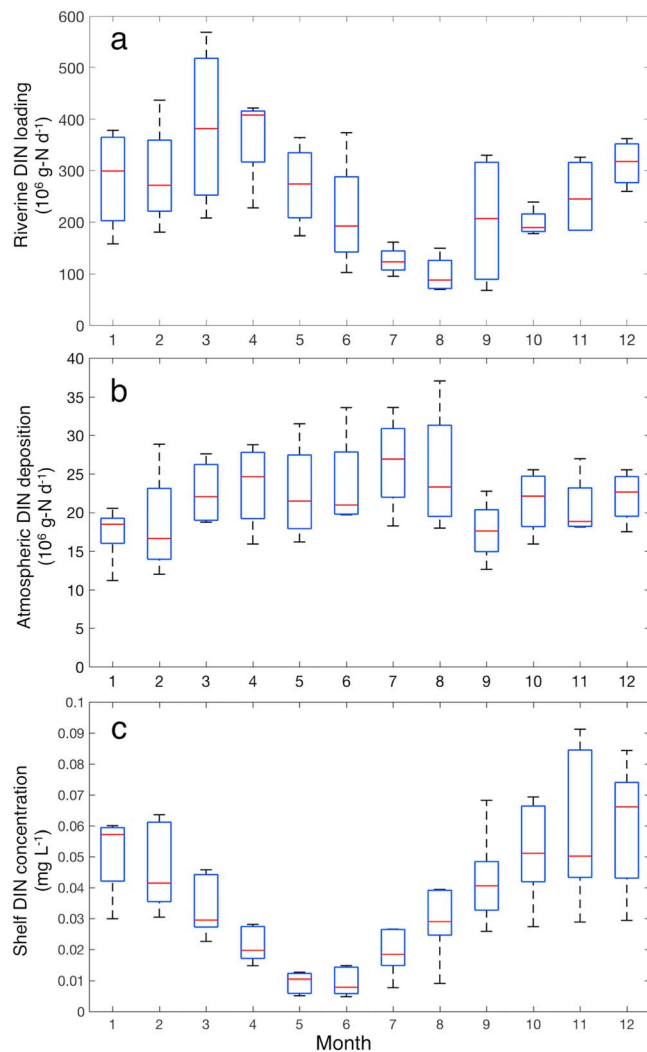 a
Riverine DIN loading
(10⁶ g-N d⁻¹)
600
500
400
300
200
100
0
1 2 3 4 5 6 7 8 9 10 11 12
b
Atmospheric DIN deposition
(10⁶ g-N d⁻¹)
40
35
30
25
20
15
10
5
0
1 2 3 4 5 6 7 8 9 10 11 12
c
Shelf DIN concentration
(mg L⁻¹)
0.1
0.09
0.08
0.07
0.06
0.05
0.04
0.03
0.02
0.01
0
1 2 3 4 5 6 7 8 9 10 11 12
Month